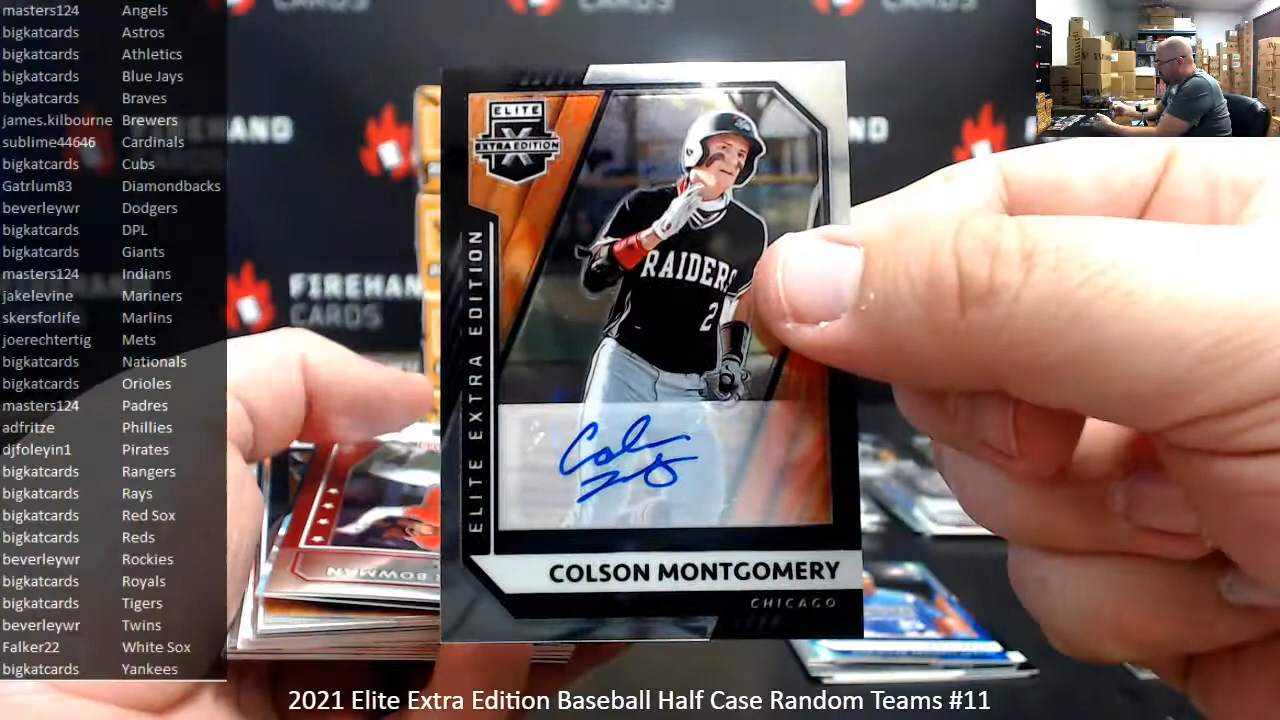 masters124 Angels
bigkatcards Astros
bigkatcards Athletics
bigkatcards Blue Jays
bigkatcards Braves
james.kilbourne Brewers
sublime44646 Cardinals
bigkatcards Cubs
Gatrlum83 Diamondbacks
beverleywr Dodgers
beverleywr DPL
bigkatcards Giants
masters124 Indians
jakelevine Mariners
skersforlife Marlins
joerechtertig Mets
bigkatcards Nationals
bigkatcards Orioles
masters124 Padres
adfritze Phillies
djfoleyin1 Pirates
bigkatcards Rangers
bigkatcards Rays
bigkatcards Red Sox
bigkatcards Reds
beverleywr Rockies
bigkatcards Royals
bigkatcards Tigers
beverleywr Twins
Falker22 White Sox
bigkatcards Yankees
FIREHAND
CARDS
ELITE
X
EXTRA EDITION
ELITE EXTRA EDITION
RAIDERS
2
COLSON MONTGOMERY
CHICAGO
BOWMAN
2021 Elite Extra Edition Baseball Half Case Random Teams #11